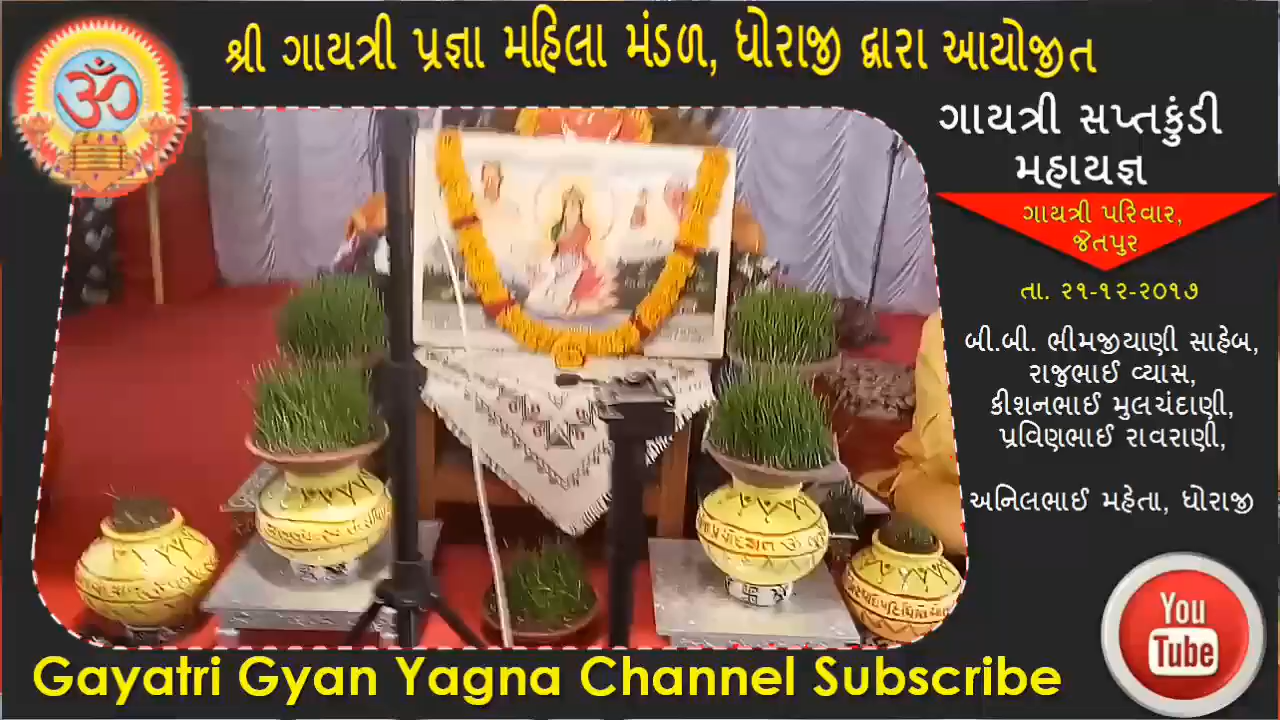 ૐ
શ્રી ગાયત્રી પ્રજ્ઞા મહિલા મંડળ, ધોરાજી દ્વારા આયોજીત
ગાયત્રી સપ્તકુંડી
મહાયજ્ઞ
ગાયત્રી પરિવાર,
જેતપુર
તા. ૨૧-૧૨-૨૦૧૭
બી.બી. ભીમજીયાણી સાહેબ,
રાજુભાઈ વ્યાસ,
કીશનભાઈ મુલચંદાણી,
પ્રવિણભાઈ રાવરાણી,
અનિલભાઈ મહેતા, ધોરાજી
You
Tube
Gayatri Gyan Yagna Channel Subscribe